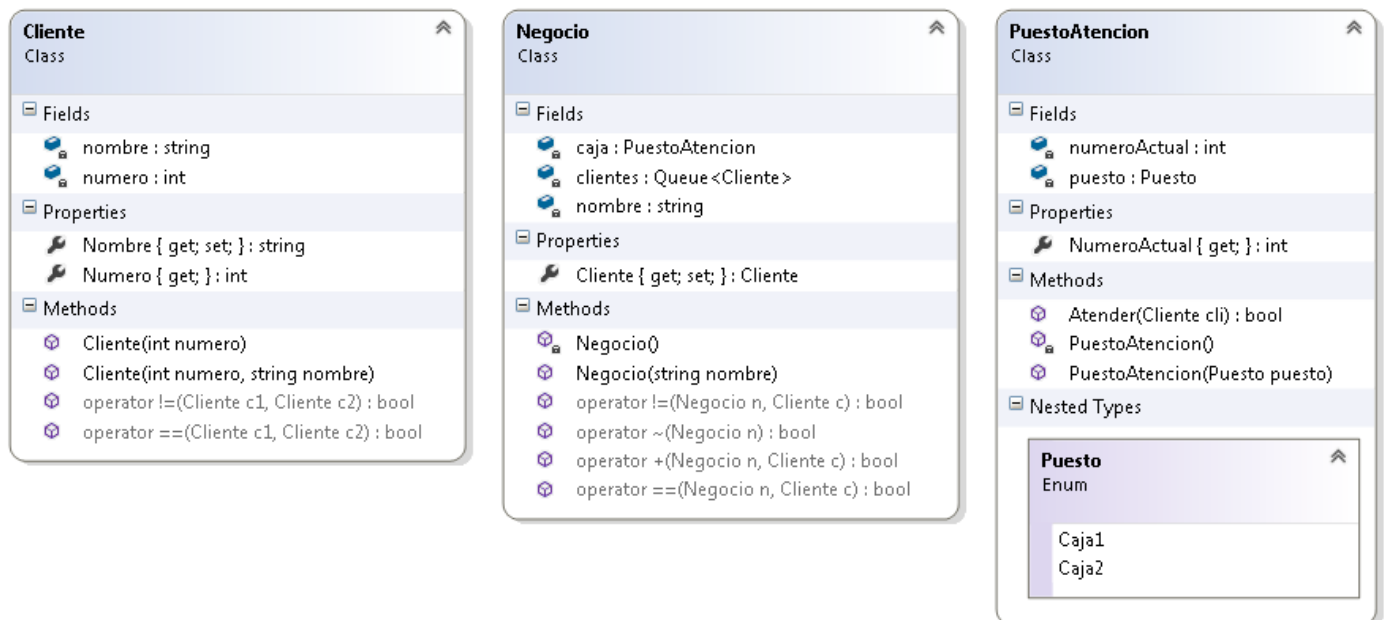 Cliente
Class
Fields
nombre : string
numero : int
Properties
Nombre { get; set; } : string
Numero { get; } : int
Methods
Cliente(int numero)
Cliente(int numero, string nombre)
operator !=(Cliente c1, Cliente c2) : bool
operator ==(Cliente c1, Cliente c2) : bool
Negocio
Class
Fields
caja : PuestoAtencion
clientes : Queue<Cliente>
nombre : string
Properties
Cliente { get; set; } : Cliente
Methods
Negocio()
Negocio(string nombre)
operator !=(Negocio n, Cliente c) : bool
operator ~(Negocio n) : bool
operator +(Negocio n, Cliente c) : bool
operator ==(Negocio n, Cliente c) : bool
PuestoAtencion
Class
Fields
numeroActual : int
puesto : Puesto
Properties
NumeroActual { get; } : int
Methods
Atender(Cliente cli) : bool
PuestoAtencion()
PuestoAtencion(Puesto puesto)
Nested Types
Puesto
Enum
Caja1
Caja2